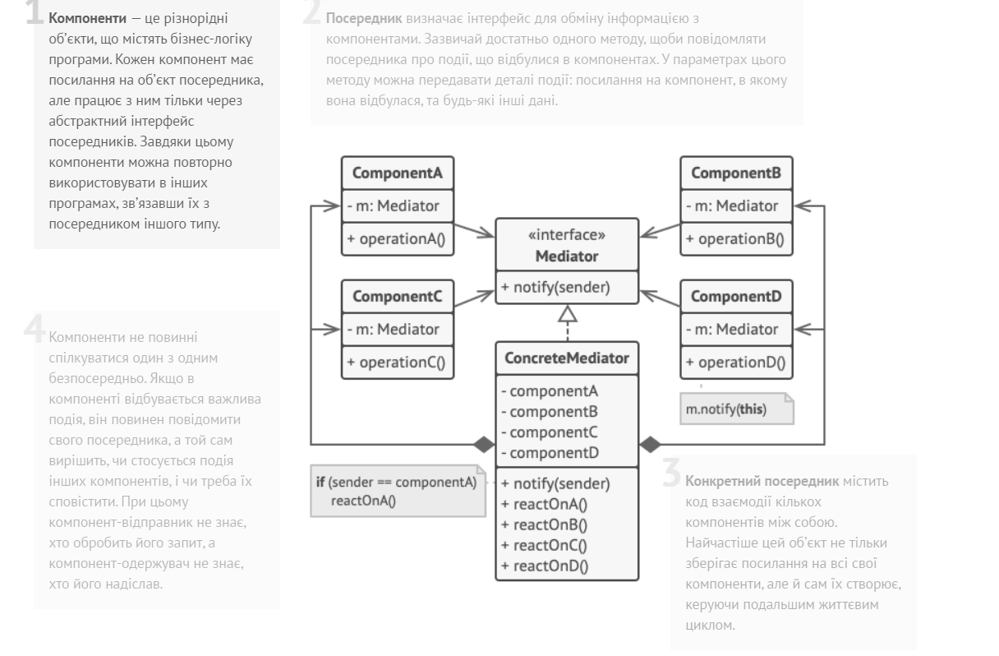 1
Компоненти — це різнорідні
об’єкти, що містять бізнес-логіку
програми. Кожен компонент має
посилання на об’єкт посередника,
але працює з ним тільки через
абстрактний інтерфейс
посередників. Завдяки цьому
компоненти можна повторно
використовувати в інших
програмах, зв’язавши їх з
посередником іншого типу.
2
Посередник визначає інтерфейс для обміну інформацією з
компонентами. Зазвичай достатньо одного методу, щоби повідомляти
посередника про події, що відбулися в компонентах. У параметрах цього
методу можна передавати деталі події: посилання на компонент, в якому
вона відбулася, та будь-які інші дані.
ComponentA
- m: Mediator
+ operationA()
«interface»
Mediator
+ notify(sender)
ComponentB
- m: Mediator
+ operationB()
ComponentC
- m: Mediator
+ operationC()
ComponentD
- m: Mediator
+ operationD()
m.notify(this)
ConcreteMediator
- componentA
- componentB
- componentC
- componentD
+ notify(sender)
+ reactOnA()
+ reactOnB()
+ reactOnC()
+ reactOnD()
if (sender == componentA)
reactOnA()
3
Конкретний посередник містить
код взаємодії кількох
компонентів між собою.
Найчастіше цей об’єкт не тільки
зберігає посилання на всі свої
компоненти, але й сам їх створює,
керуючи подальшим життєвим
циклом.
4
Компоненти не повинні
спілкуватися один з одним
безпосередньо. Якщо в
компоненті відбувається важлива
подія, він повинен повідомити
свого посередника, а той сам
вирішить, чи стосується подія
інших компонентів, і чи треба їх
сповістити. При цьому
компонент-відправник не знає,
хто обробить його запит, а
компонент-одержувач не знає,
хто його надіслав.